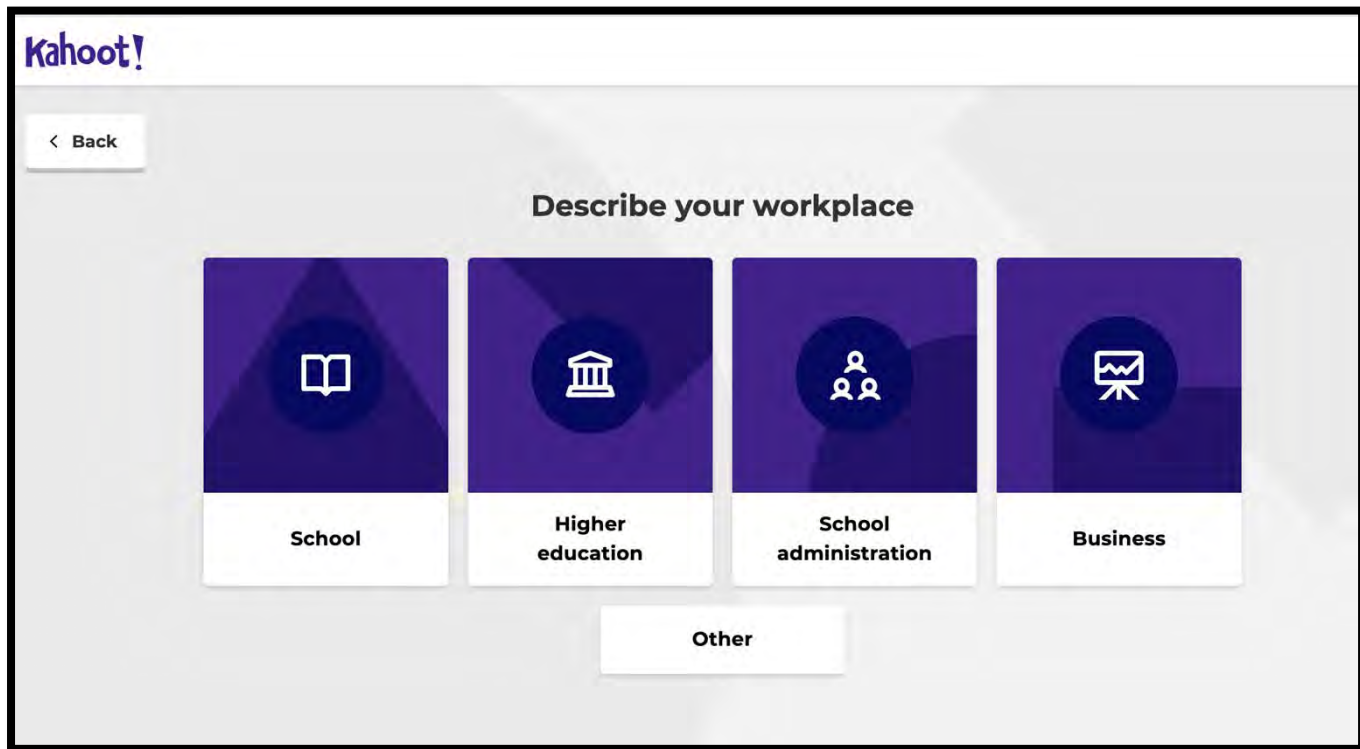 Kahoot!
Back
Describe your workplace
School
Higher
education
School
administration
Business
Other